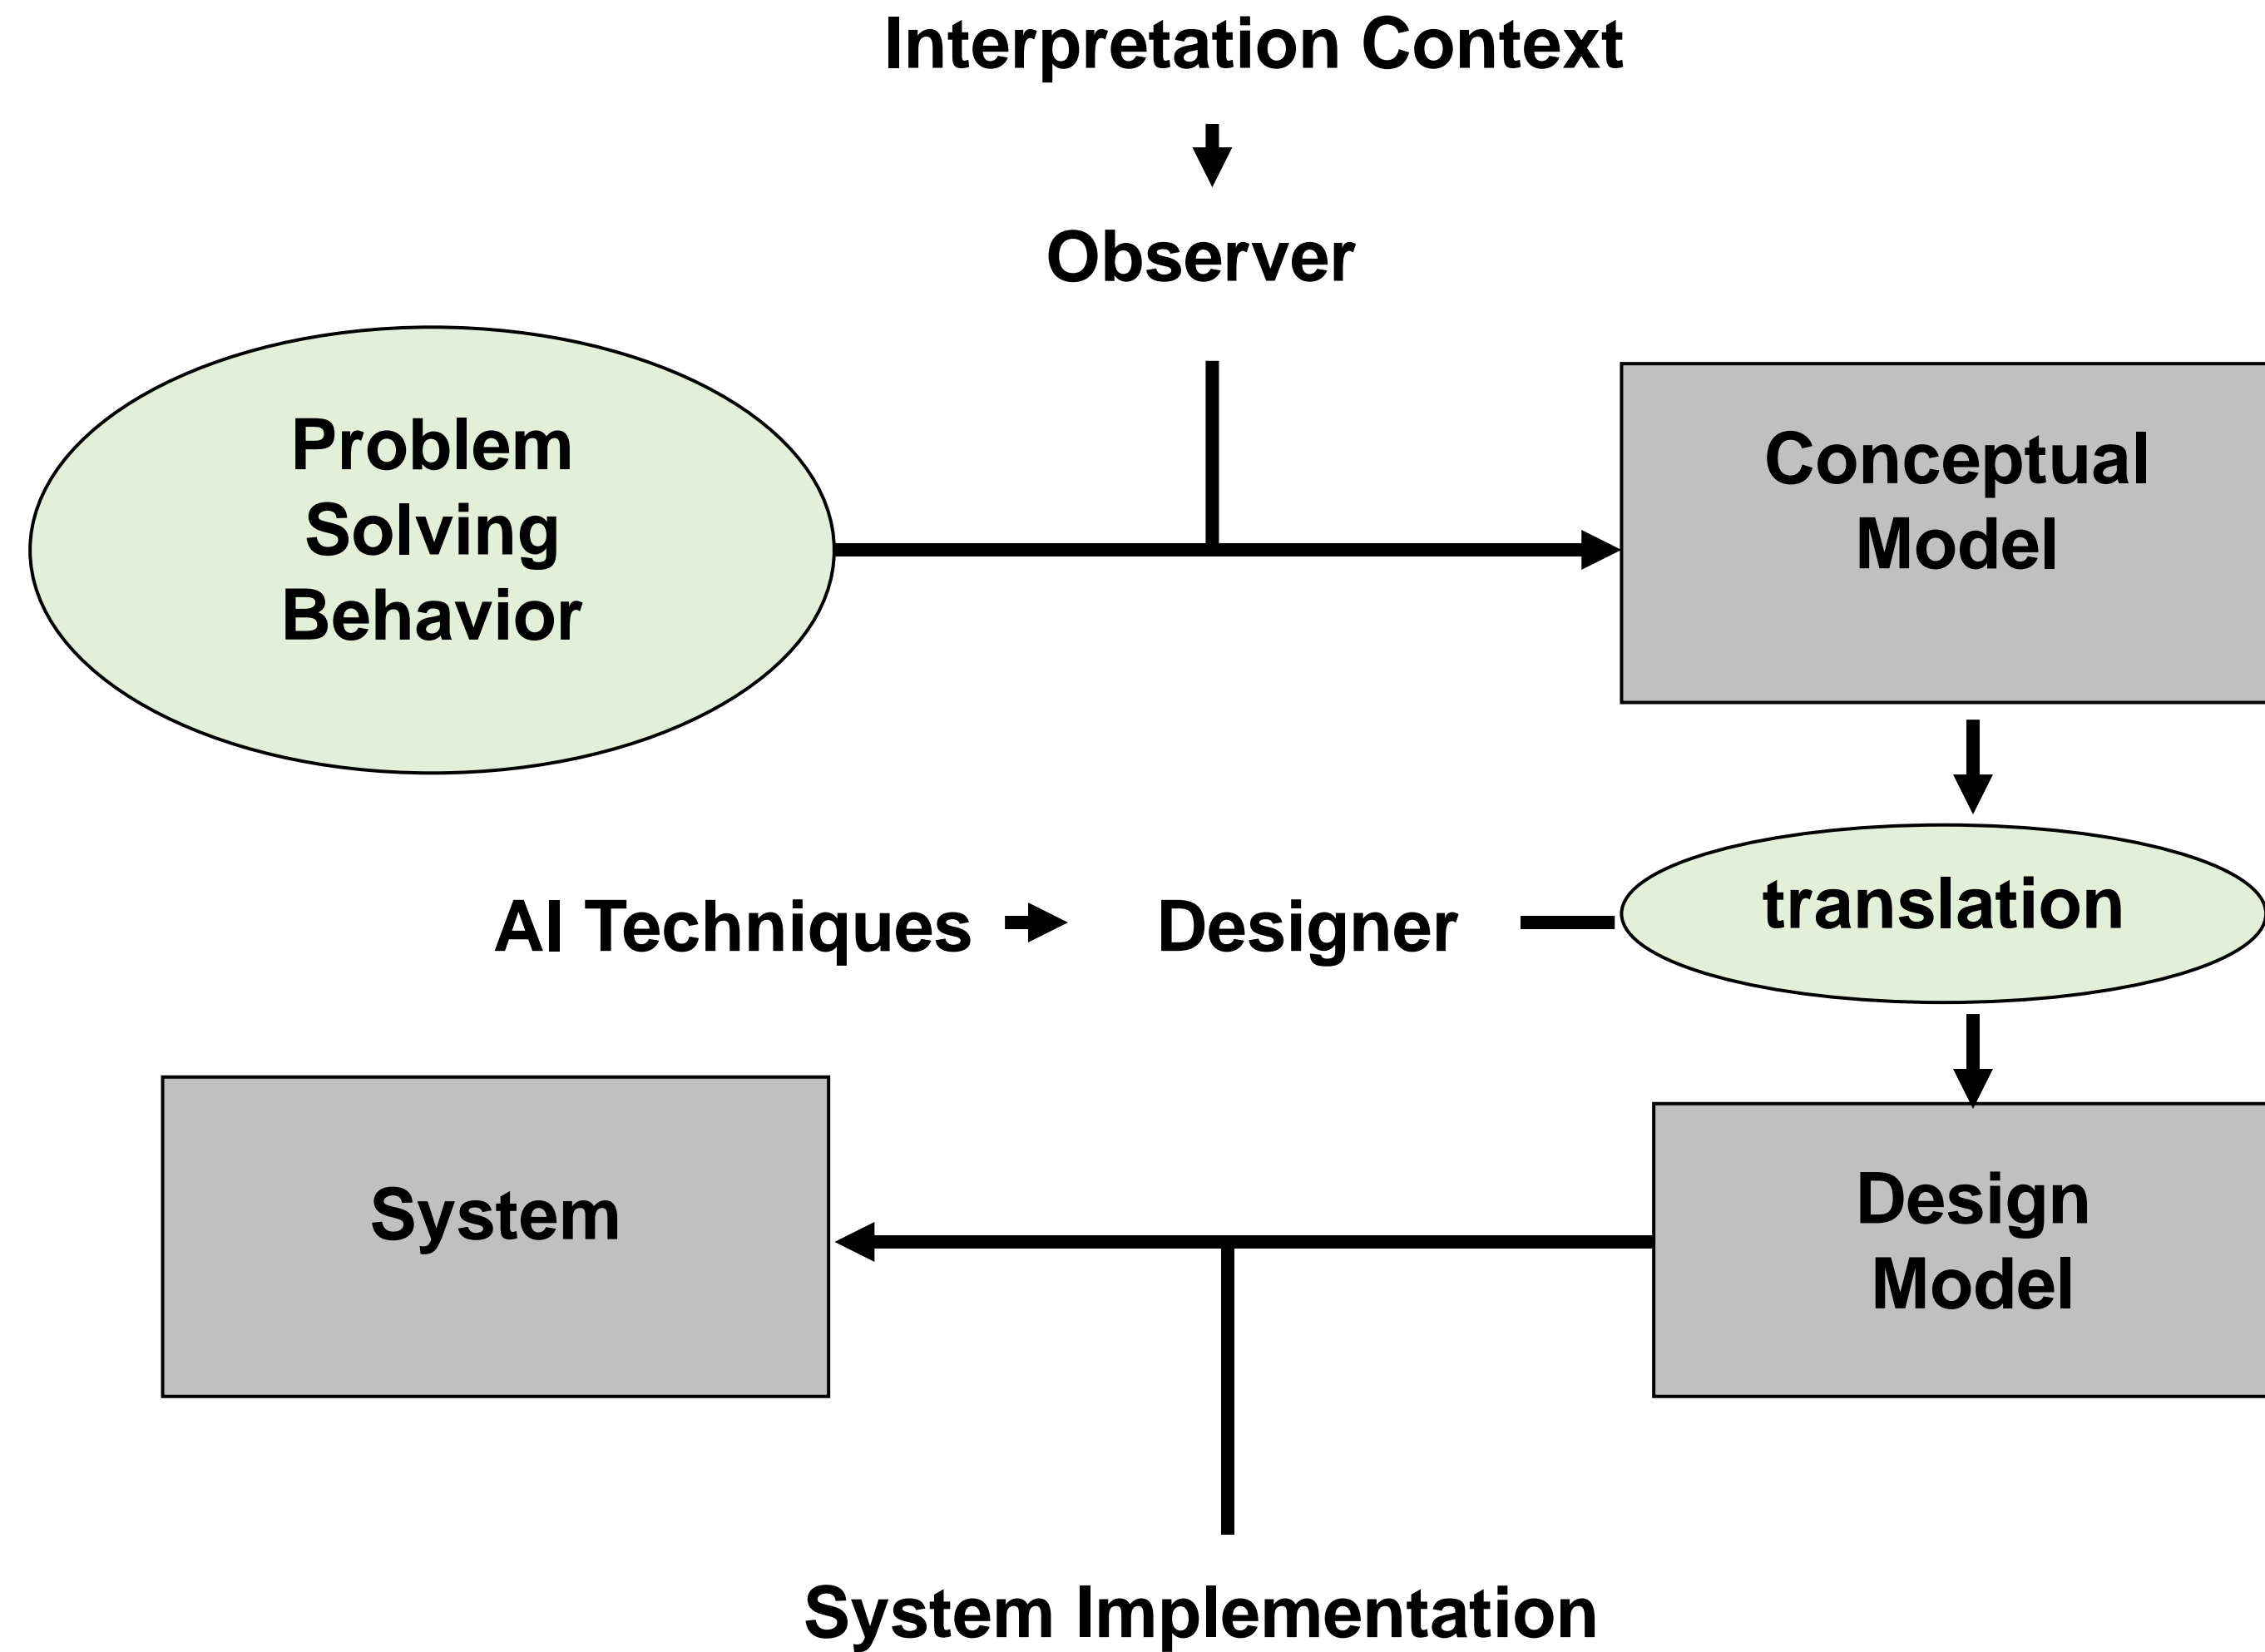 Interpretation Context
Observer
Problem
Solving
Behavior
Conceptual
Model
translation
AI Techniques
Designer
System
Design
Model
System Implementation